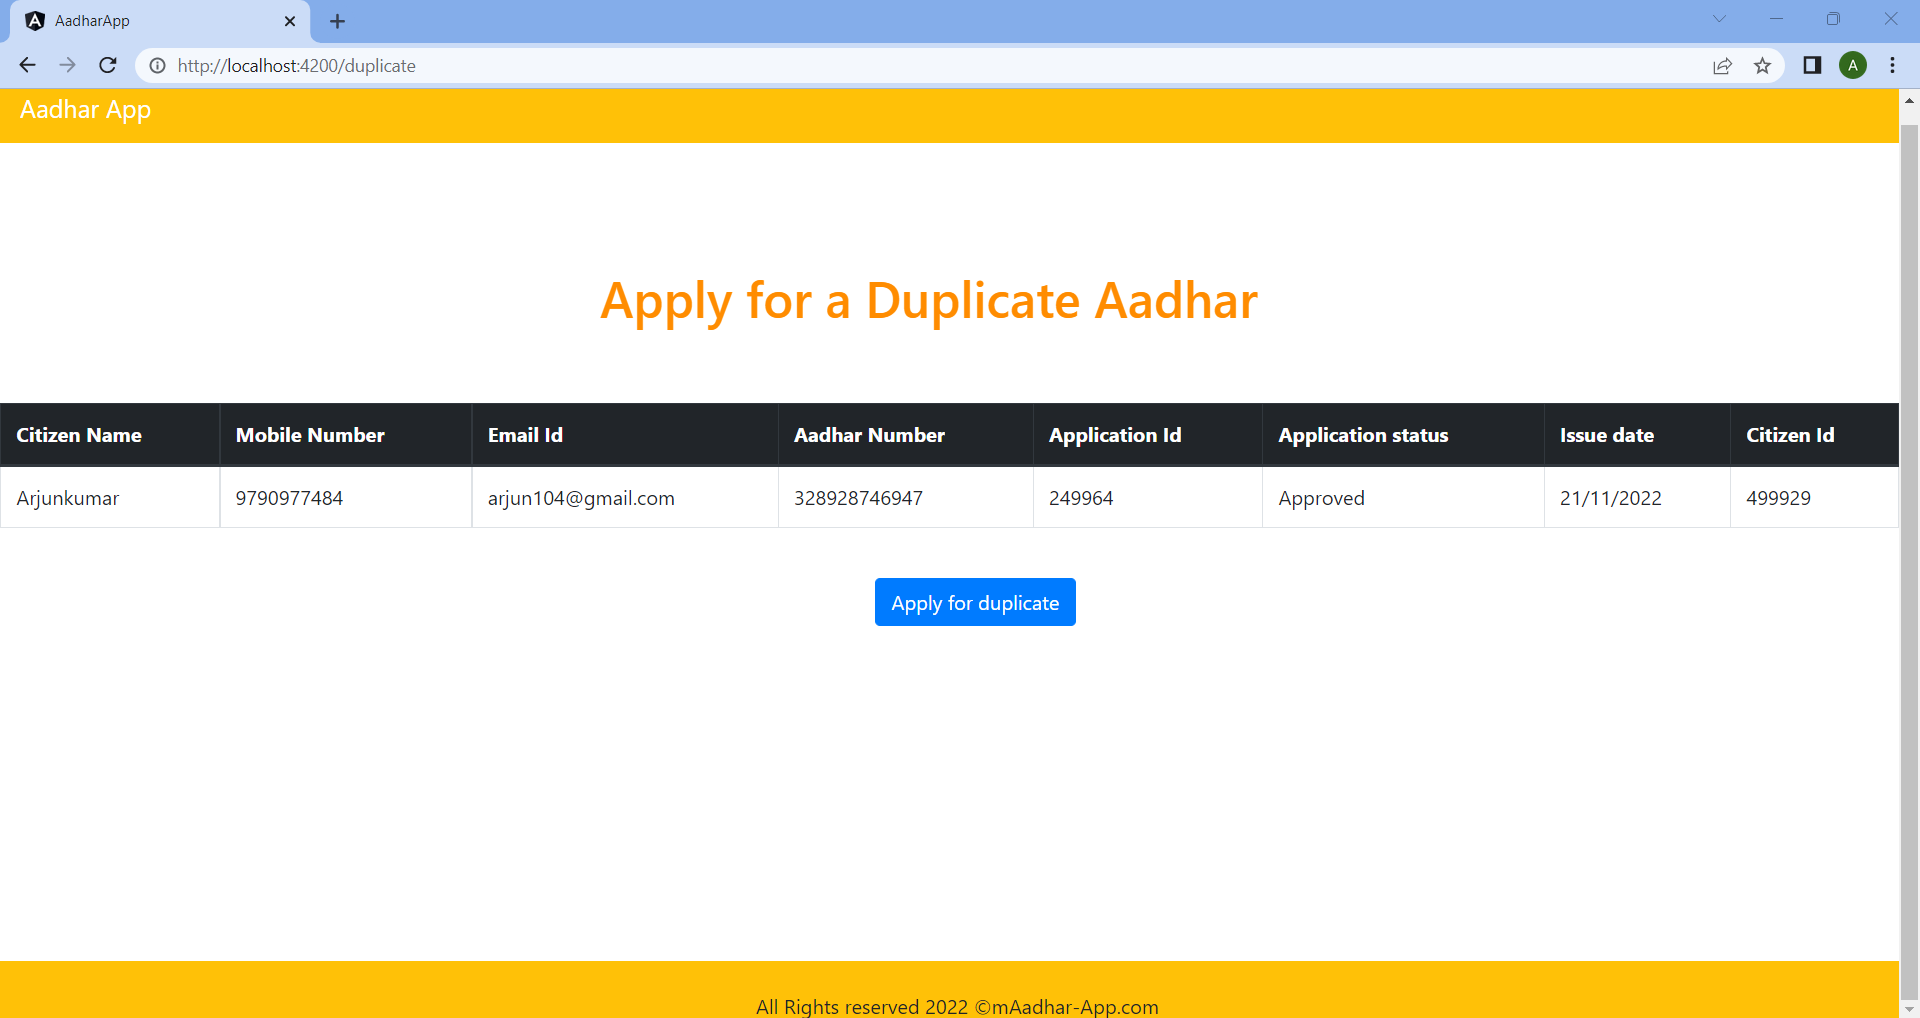 AadharApp
http://localhost:4200/duplicate
A
Aadhar App
Apply for a Duplicate Aadhar
Citizen Name Mobile Number Email Id Aadhar Number Application Id Application status Issue date Citizen Id
Arjunkumar 9790977484 arjun104@gmail.com 328928746947 249964 Approved 21/11/2022 499929
Apply for duplicate
All Rights reserved 2022 ©mAadhar-App.com